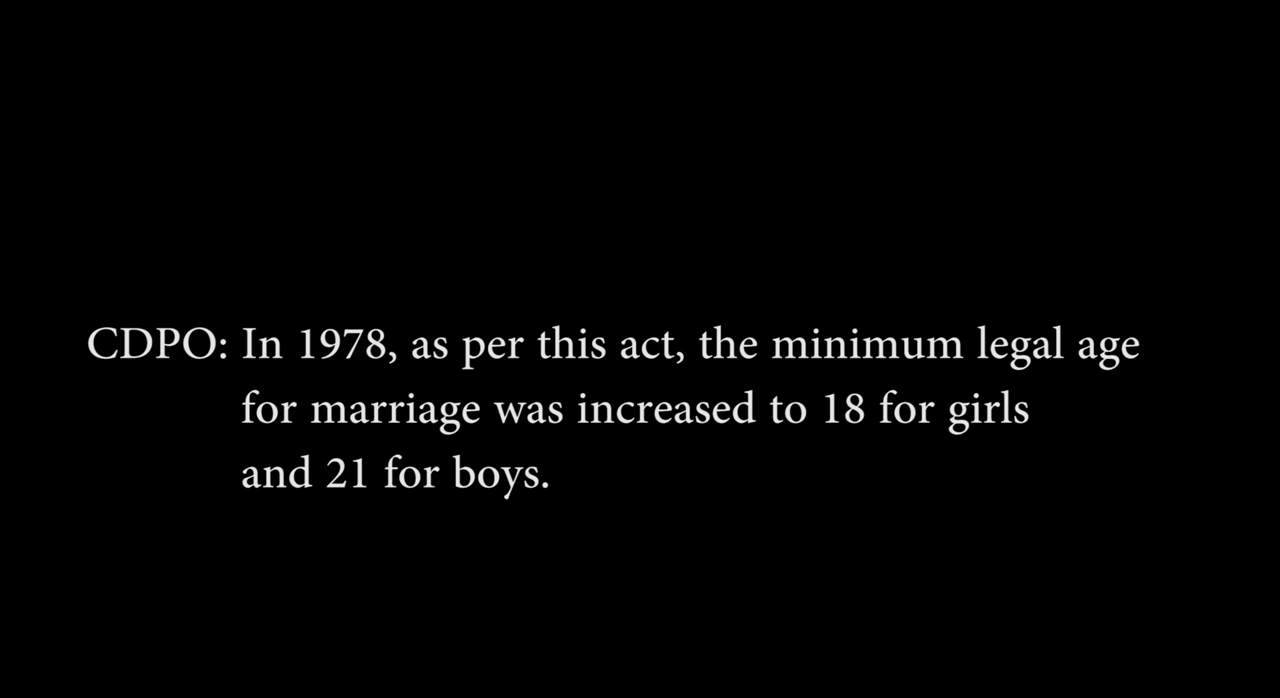 CDPO: In 1978, as per this act, the minimum legal age
for marriage was increased to 18 for girls
and 21 for boys.